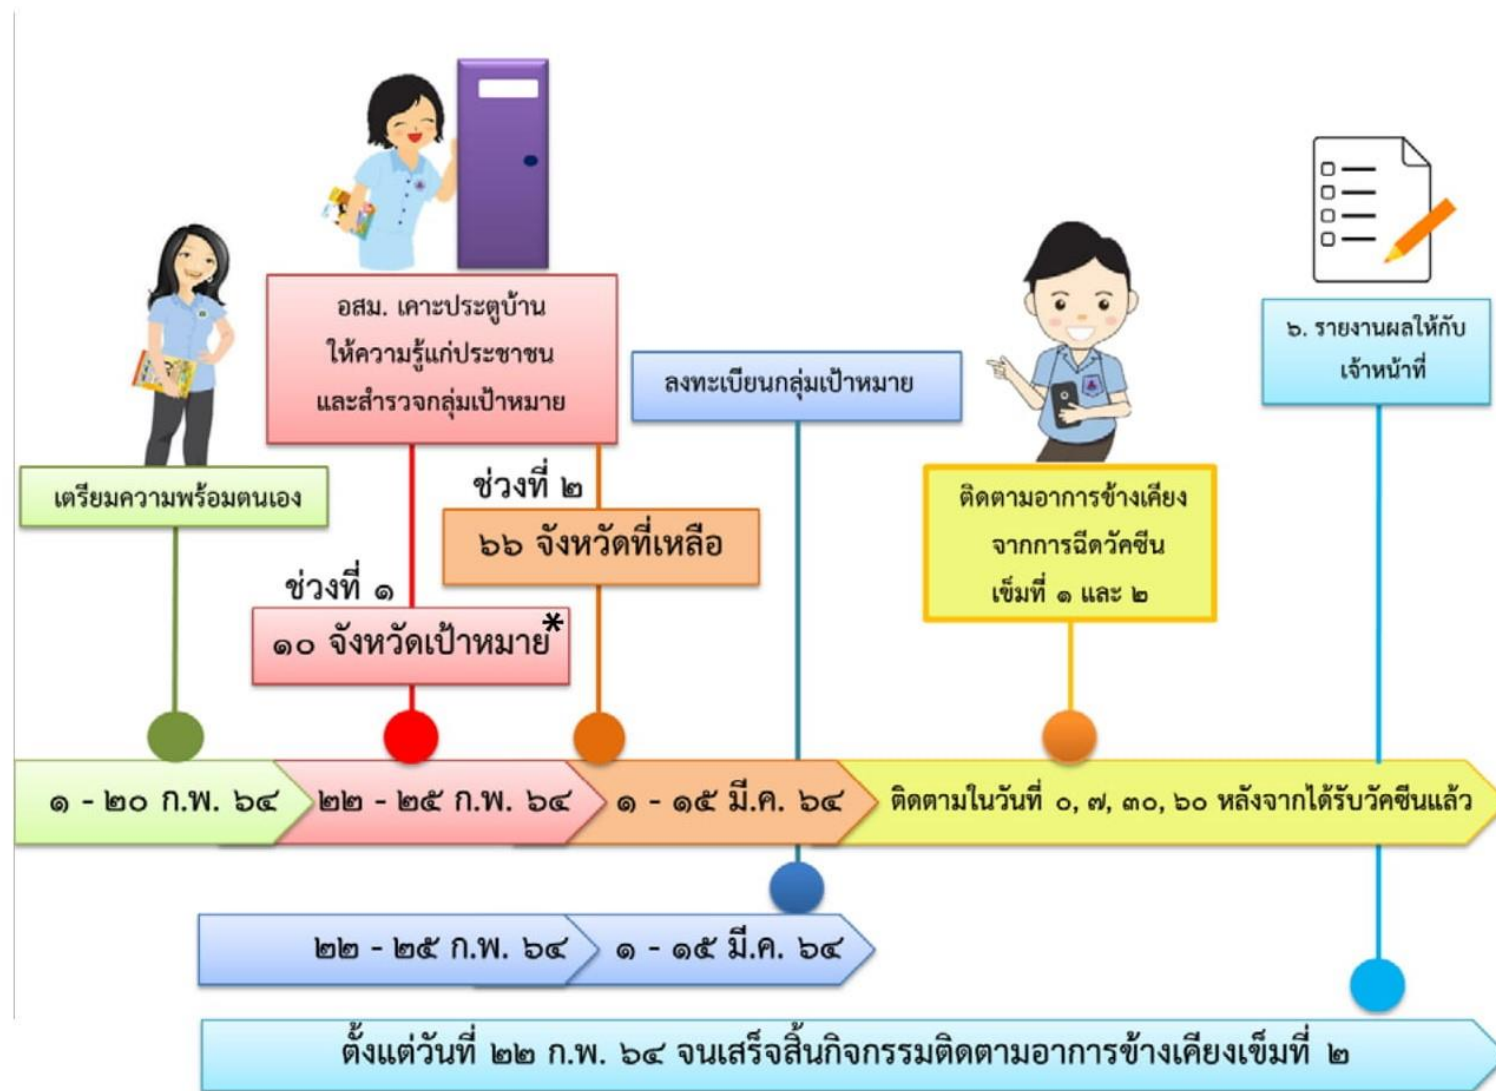 เตรียมความพร้อมตนเอง
อสม. เคาะประตูบ้าน
ให้ความรู้แก่ประชาชน
และสำรวจกลุ่มเป้าหมาย
ช่วงที่ ๑
๑๐ จังหวัดเป้าหมาย*
ช่วงที่ ๒
๖๖ จังหวัดที่เหลือ
ลงทะเบียนกลุ่มเป้าหมาย
ติดตามอาการข้างเคียง
จากการฉีดวัคซีน
เข็มที่ ๑ และ ๒
๖. รายงานผลให้กับ
เจ้าหน้าที่
๑ - ๒๐ ก.พ. ๖๔
๒๒ - ๒๕ ก.พ. ๖๔
๑ - ๑๕ มี.ค. ๖๔
ติดตามในวันที่ ๐, ๗, ๓๐, ๖๐ หลังจากได้รับวัคซีนแล้ว
๒๒ - ๒๕ ก.พ. ๖๔
๑ - ๑๕ มี.ค. ๖๔
ตั้งแต่วันที่ ๒๒ ก.พ. ๖๔ จนเสร็จสิ้นกิจกรรมติดตามอาการข้างเคียงเข็มที่ ๒